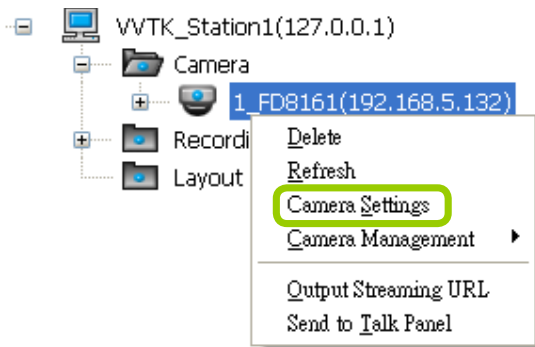 VVTK_Station1(127.0.0.1)
Camera
1_FD8161(192.168.5.132)
Recordi
Layout
Delete
Refresh
Camera Settings
Camera Management
Output Streaming URL
Send to Talk Panel